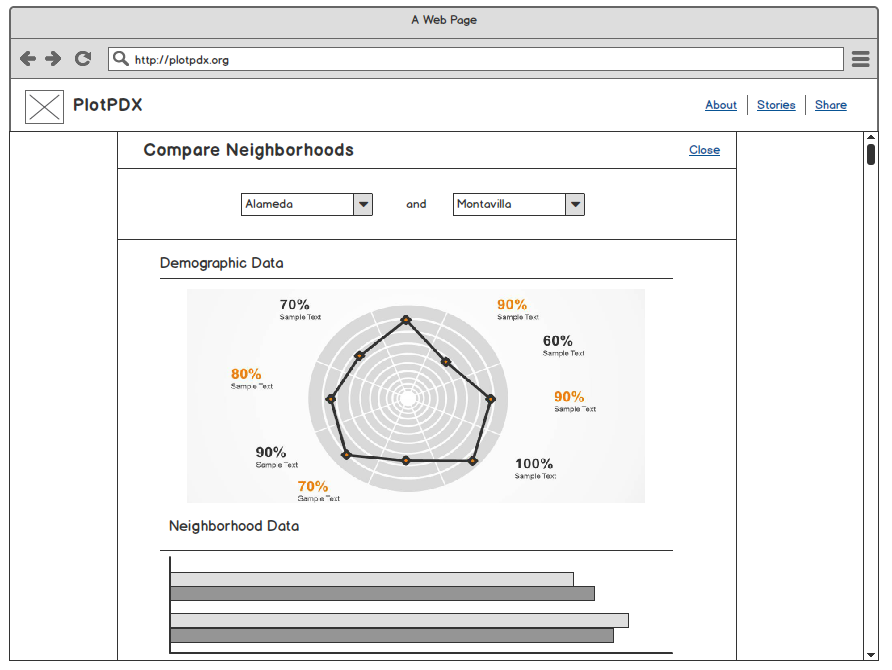 A Web Page
http://plotpdx.org
PlotPDX
About
Stories
Share
Compare Neighborhoods
Close
Alameda
and
Montavilla
Demographic Data
70%
Sample Text
90%
Sample Text
60%
Sample Text
80%
Sample Text
90%
Sample Text
90%
Sample Text
100%
Sample Text
70%
Sample Text
Neighborhood Data